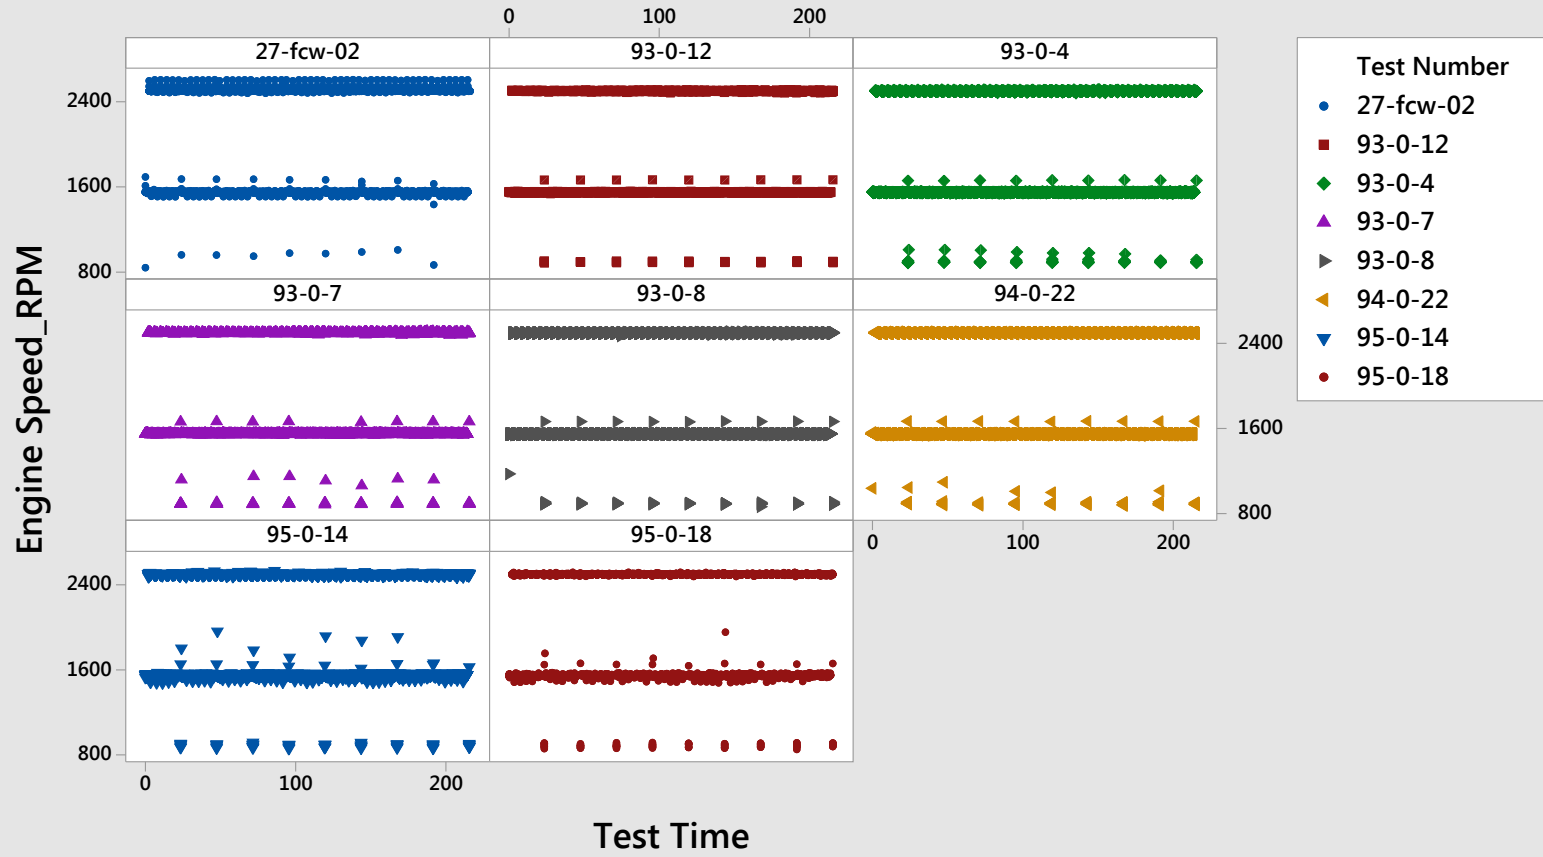 0 100 200
27-fcw-02 93-0-12 93-0-4
2400
1600
800
93-0-7 93-0-8 94-0-22
2400
1600
800
95-0-14 95-0-18
0 100 200
2400
1600
800
0 100 200
Engine Speed_RPM
Test Time
Test Number
27-fcw-02
93-0-12
93-0-4
93-0-7
93-0-8
94-0-22
95-0-14
95-0-18